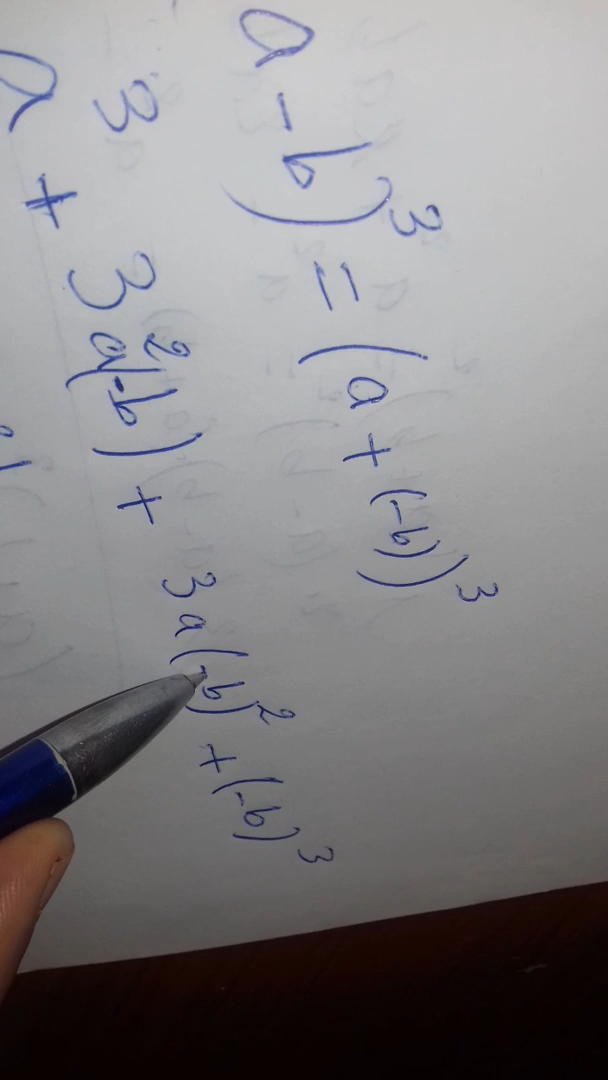 a - b)³ = (a + (-b))³
a³ + 3a²(-b) + 3a(-b)² + (-b)³